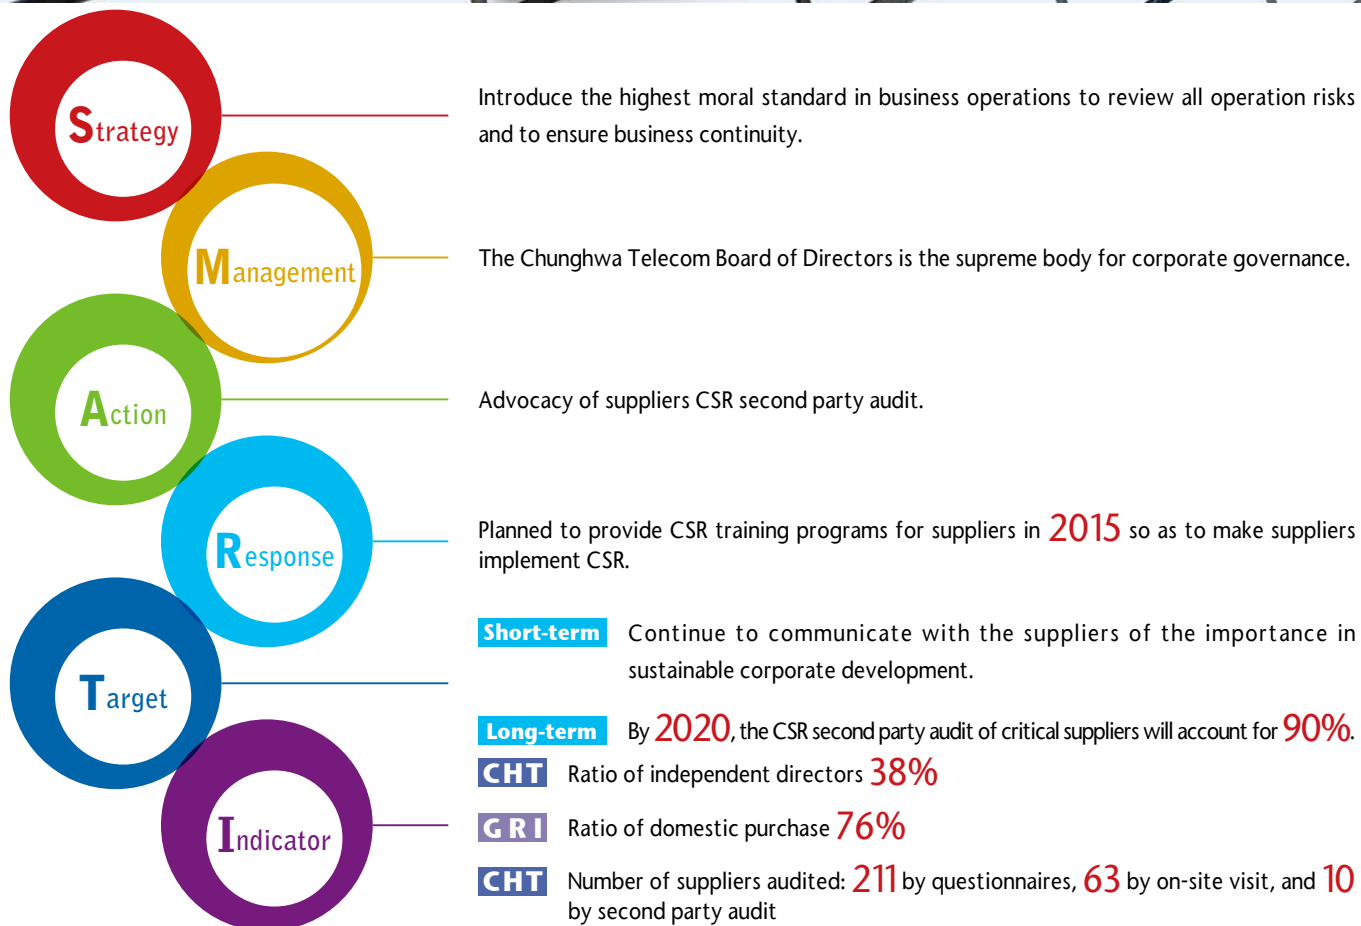 Strategy
Introduce the highest moral standard in business operations to review all operation risks
and to ensure business continuity.
Management
The Chunghwa Telecom Board of Directors is the supreme body for corporate governance.
Action
Advocacy of suppliers CSR second party audit.
Response
Planned to provide CSR training programs for suppliers in 2015 so as to make suppliers
implement CSR.
Target
Short-term Continue to communicate with the suppliers of the importance in
sustainable corporate development.
Long-term By 2020, the CSR second party audit of critical suppliers will account for 90%.
Indicator
CHT Ratio of independent directors 38%
GRI Ratio of domestic purchase 76%
CHT Number of suppliers audited: 211 by questionnaires, 63 by on-site visit, and 10
by second party audit